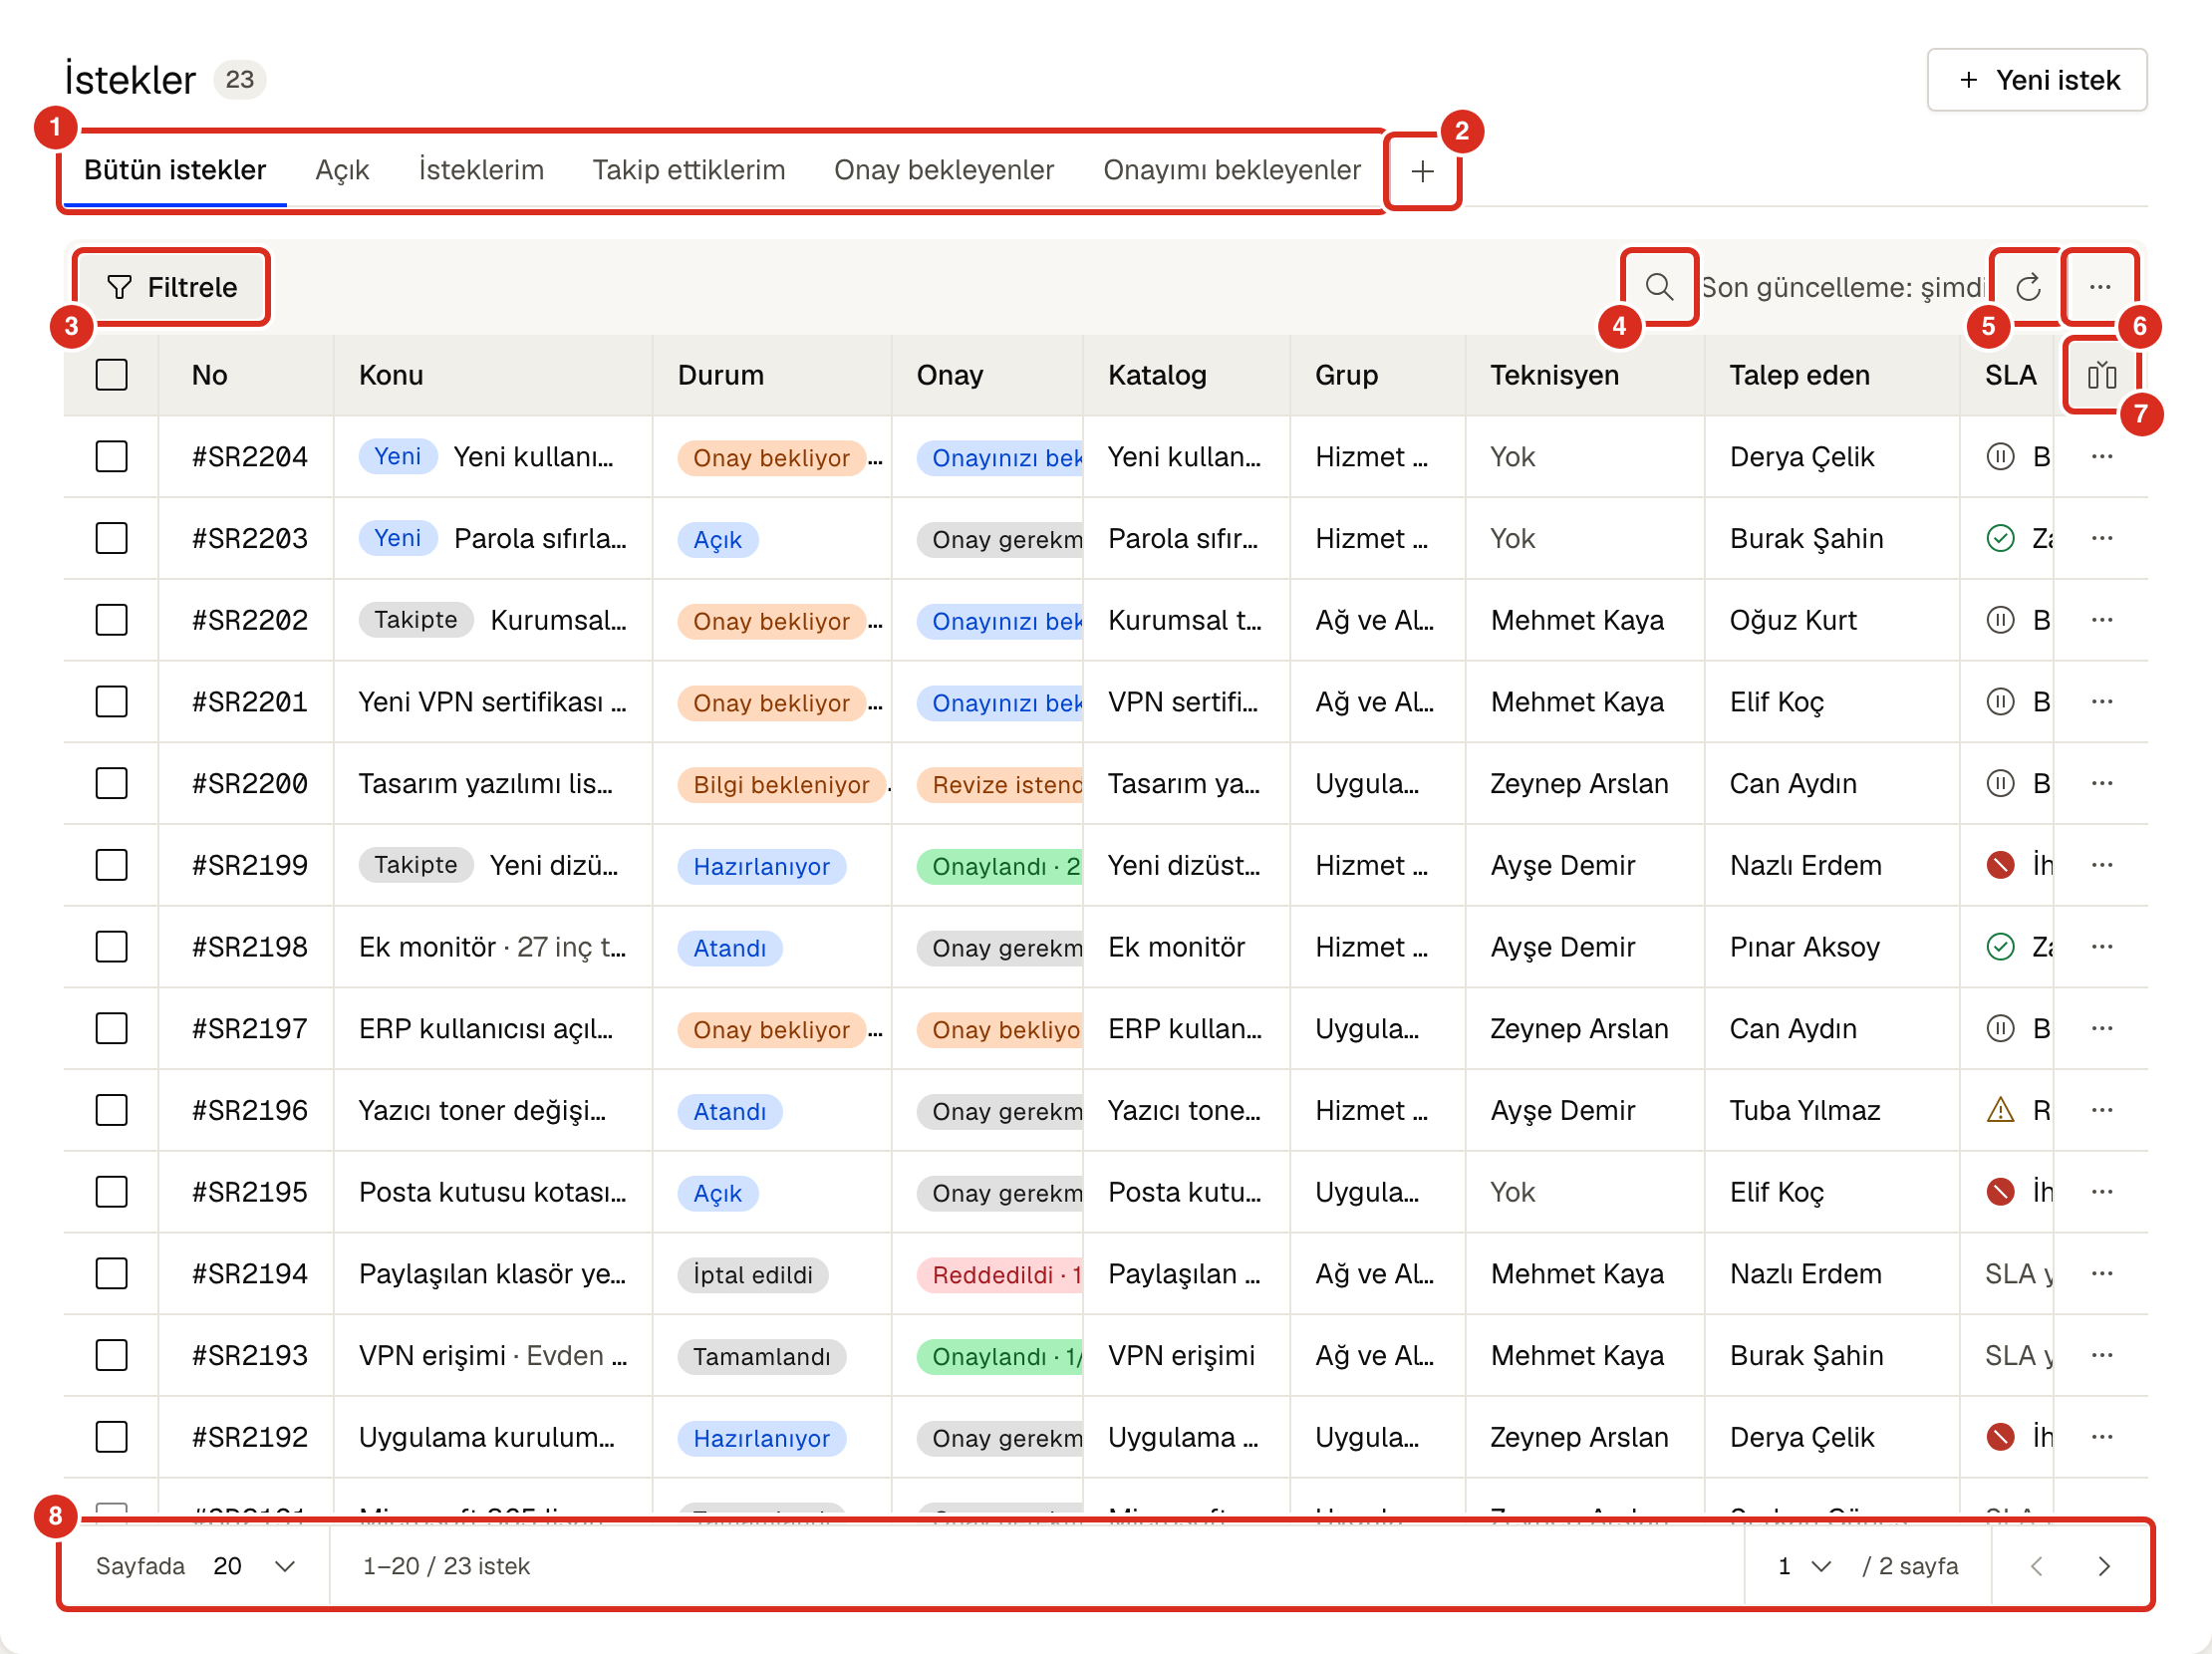 İstekler 23
+ Yeni istek
1
2
Bütün istekler Açık İsteklerim Takip ettiklerim Onay bekleyenler Onayımı bekleyenler +
Filtrele Son güncelleme: şimdi ...
3 4 5 6
No Konu Durum Onay Katalog Grup Teknisyen Talep eden SLA
7
#SR2204 Yeni Yeni kullanı... Onay bekliyor ... Onayınızı bek Yeni kullan... Hizmet ... Yok Derya Çelik B ...
#SR2203 Yeni Parola sıfırla... Açık Onay gerekm Parola sıfır... Hizmet ... Yok Burak Şahin Za ...
#SR2202 Takipte Kurumsal... Onay bekliyor ... Onayınızı bek Kurumsal t... Ağ ve Al... Mehmet Kaya Oğuz Kurt B ...
#SR2201 Yeni VPN sertifikası ... Onay bekliyor ... Onayınızı bek VPN sertifi... Ağ ve Al... Mehmet Kaya Elif Koç B ...
#SR2200 Tasarım yazılımı lis... Bilgi bekleniyor . Revize istend Tasarım ya... Uygula... Zeynep Arslan Can Aydın B ...
#SR2199 Takipte Yeni dizü... Hazırlanıyor Onaylandı · 2 Yeni dizüst... Hizmet ... Ayşe Demir Nazlı Erdem İh ...
#SR2198 Ek monitör · 27 inç t... Atandı Onay gerekm Ek monitör Hizmet ... Ayşe Demir Pınar Aksoy Za ...
#SR2197 ERP kullanıcısı açıl... Onay bekliyor ... Onay bekliyo ERP kullan... Uygula... Zeynep Arslan Can Aydın B ...
#SR2196 Yazıcı toner değişi... Atandı Onay gerekm Yazıcı tone... Hizmet ... Ayşe Demir Tuba Yılmaz R ...
#SR2195 Posta kutusu kotası... Açık Onay gerekm Posta kutu... Uygula... Yok Elif Koç İh ...
#SR2194 Paylaşılan klasör ye... İptal edildi Reddedildi · 1 Paylaşılan ... Ağ ve Al... Mehmet Kaya Nazlı Erdem SLA y ...
#SR2193 VPN erişimi · Evden ... Tamamlandı Onaylandı · 1/ VPN erişimi Ağ ve Al... Mehmet Kaya Burak Şahin SLA y ...
#SR2192 Uygulama kurulum... Hazırlanıyor Onay gerekm Uygulama ... Uygula... Zeynep Arslan Derya Çelik İh ...
8
Sayfada 20 1–20 / 23 istek 1 / 2 sayfa